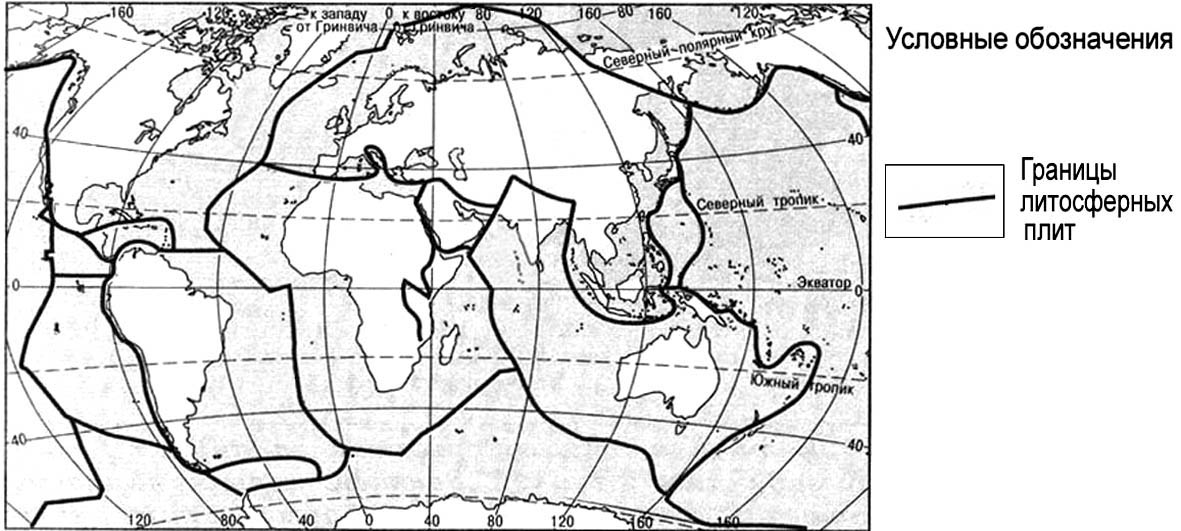 160 120 к западу 0 к востоку 80 120 160 160 120
от Гринвича от Гринвича
Северный полярный круг
40 40
Северный тропик
Экватор
0 0
Южный тропик
40 40
120 80 40 0 40 80 120 160 160
Условные обозначения
Границы
литосферных
плит